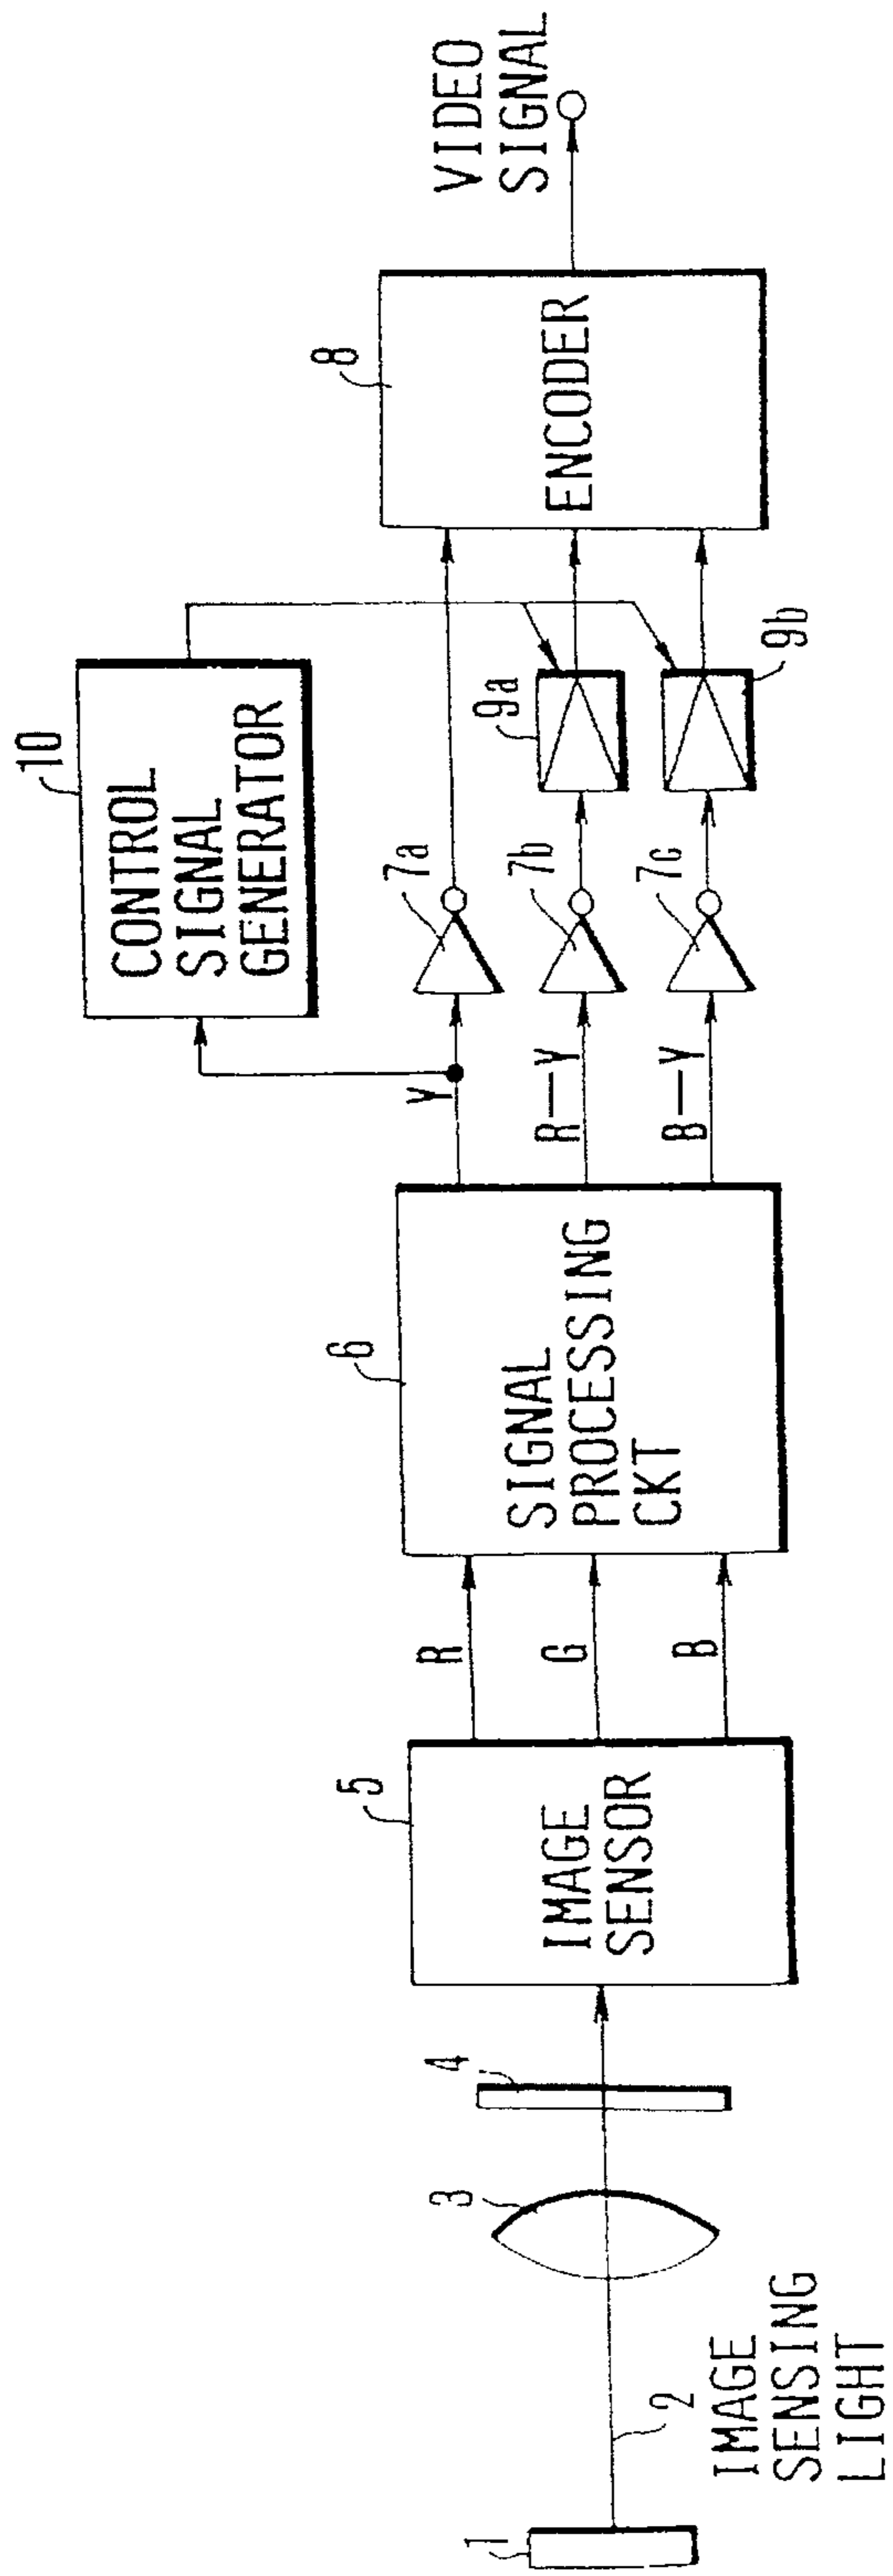 1
2
IMAGE
SENSING
LIGHT
3
4
5
IMAGE
SENSOR
R
G
B
6
SIGNAL
PROCESSING
CKT
Y
R—Y
B—Y
10
CONTROL
SIGNAL
GENERATOR
7a
7b
7c
9a
9b
8
ENCODER
VIDEO
SIGNAL